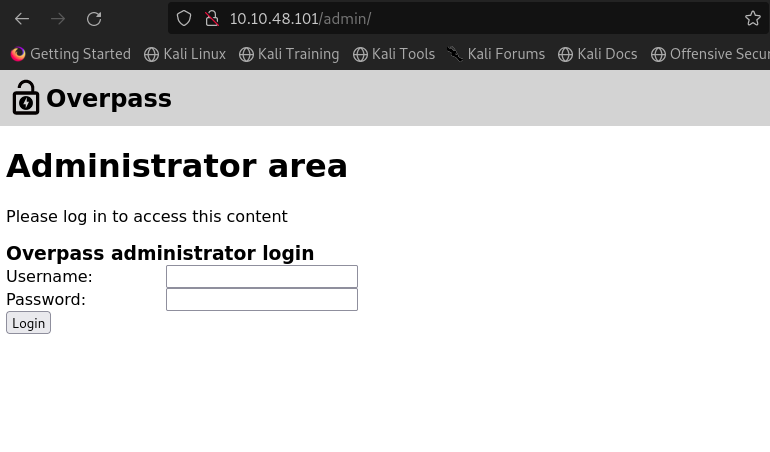 10.10.48.101/admin/
Getting Started Kali Linux Kali Training Kali Tools Kali Forums Kali Docs Offensive Secur
Overpass
Administrator area
Please log in to access this content
Overpass administrator login
Username:
Password:
Login